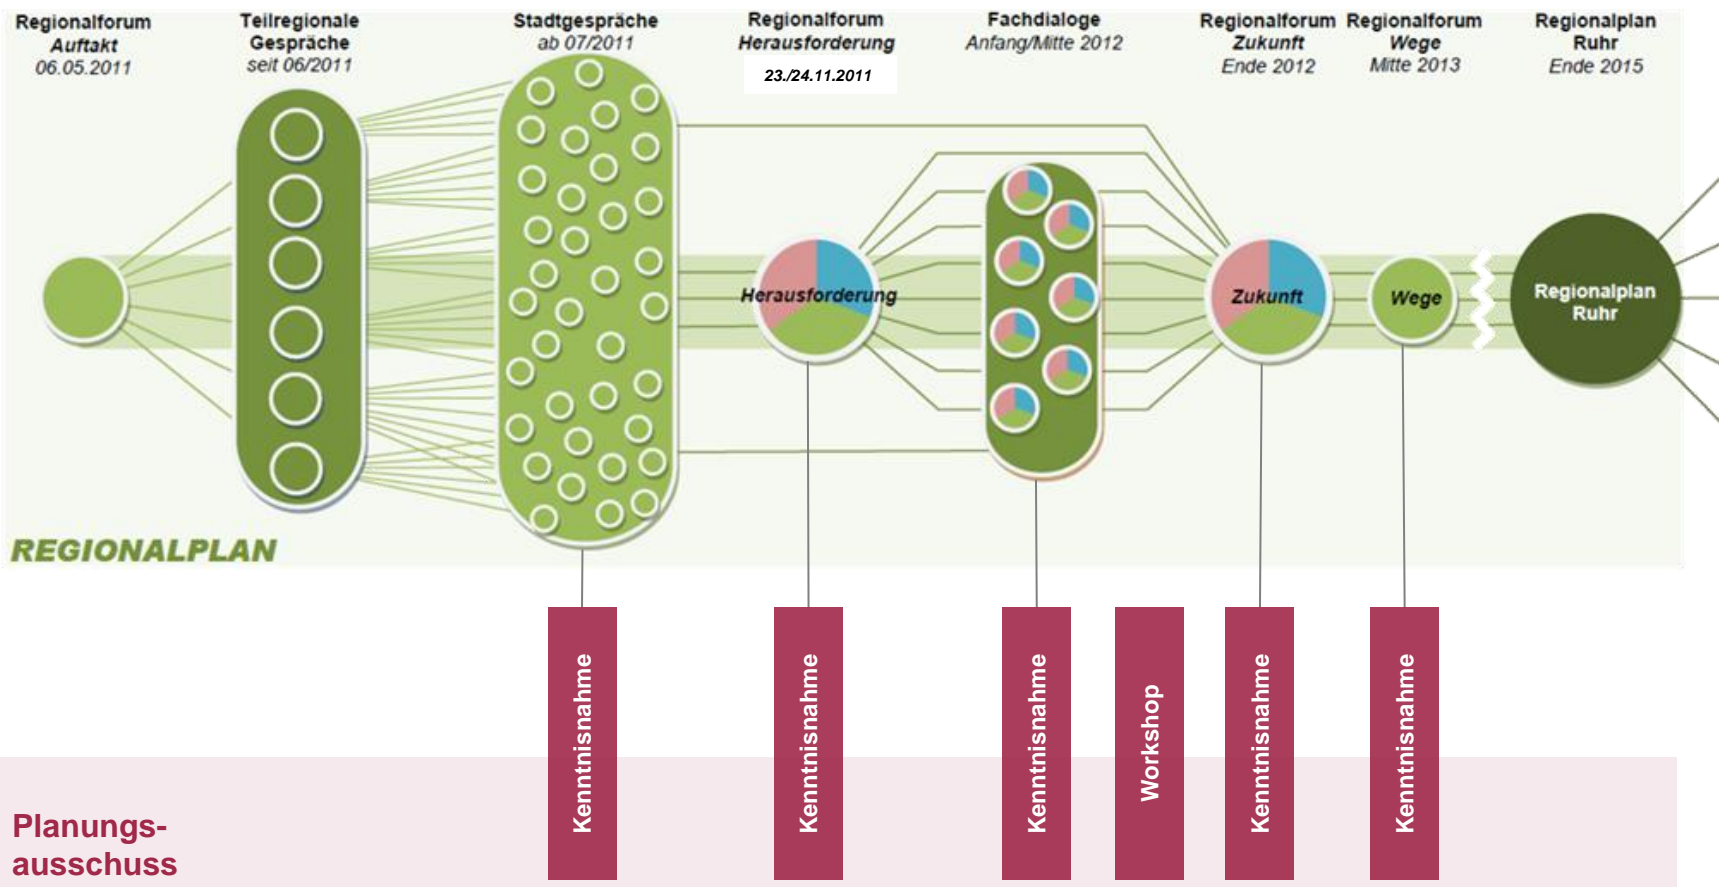 Regionalforum
Auftakt
06.05.2011
Teilregionale
Gespräche
seit 06/2011
Stadtgespräche
ab 07/2011
Regionalforum
Herausforderung
23./24.11.2011
Fachdialoge
Anfang/Mitte 2012
Regionalforum
Zukunft
Ende 2012
Regionalforum
Wege
Mitte 2013
Regionalplan
Ruhr
Ende 2015
Herausforderung
Zukunft
Wege
Regionalplan
Ruhr
REGIONALPLAN
Kenntnisnahme
Kenntnisnahme
Kenntnisnahme
Workshop
Kenntnisnahme
Kenntnisnahme
Planungs-
ausschuss